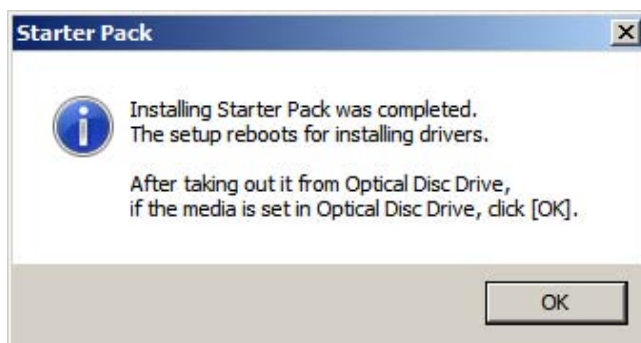 Starter Pack
Installing Starter Pack was completed.
The setup reboots for installing drivers.
After taking out it from Optical Disc Drive,
if the media is set in Optical Disc Drive, click [OK].
OK